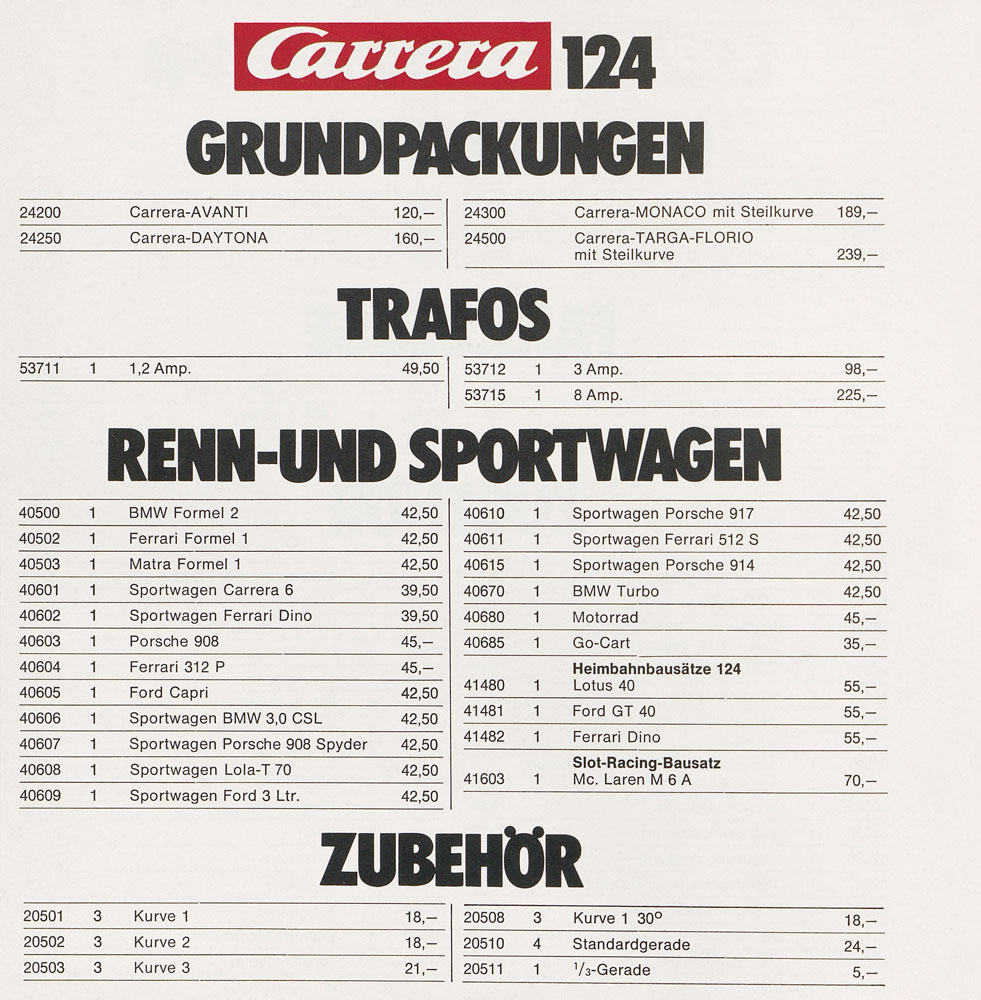 Carrera 124
GRUNDPACKUNGEN
24200 Carrera-AVANTI 120,—
24250 Carrera-DAYTONA 160,—
24300 Carrera-MONACO mit Steilkurve 189,—
24500 Carrera-TARGA-FLORIO
mit Steilkurve 239,—
TRAFOS
53711 1 1,2 Amp. 49,50
53712 1 3 Amp. 98,—
53715 1 8 Amp. 225,—
RENN-UND SPORTWAGEN
40500 1 BMW Formel 2 42,50
40502 1 Ferrari Formel 1 42,50
40503 1 Matra Formel 1 42,50
40601 1 Sportwagen Carrera 6 39,50
40602 1 Sportwagen Ferrari Dino 39,50
40603 1 Porsche 908 45,—
40604 1 Ferrari 312 P 45,—
40605 1 Ford Capri 42,50
40606 1 Sportwagen BMW 3,0 CSL 42,50
40607 1 Sportwagen Porsche 908 Spyder 42,50
40608 1 Sportwagen Lola-T 70 42,50
40609 1 Sportwagen Ford 3 Ltr. 42,50
40610 1 Sportwagen Porsche 917 42,50
40611 1 Sportwagen Ferrari 512 S 42,50
40615 1 Sportwagen Porsche 914 42,50
40670 1 BMW Turbo 42,50
40680 1 Motorrad 45,—
40685 1 Go-Cart 35,—
Heimbahnbausätze 124
41480 1 Lotus 40 55,—
41481 1 Ford GT 40 55,—
41482 1 Ferrari Dino 55,—
Slot-Racing-Bausatz
41603 1 Mc. Laren M 6 A 70,—
ZUBEHÖR
20501 3 Kurve 1 18,—
20502 3 Kurve 2 18,—
20503 3 Kurve 3 21,—
20508 3 Kurve 1 30° 18,—
20510 4 Standardgerade 24,—
20511 1 1/3-Gerade 5,—